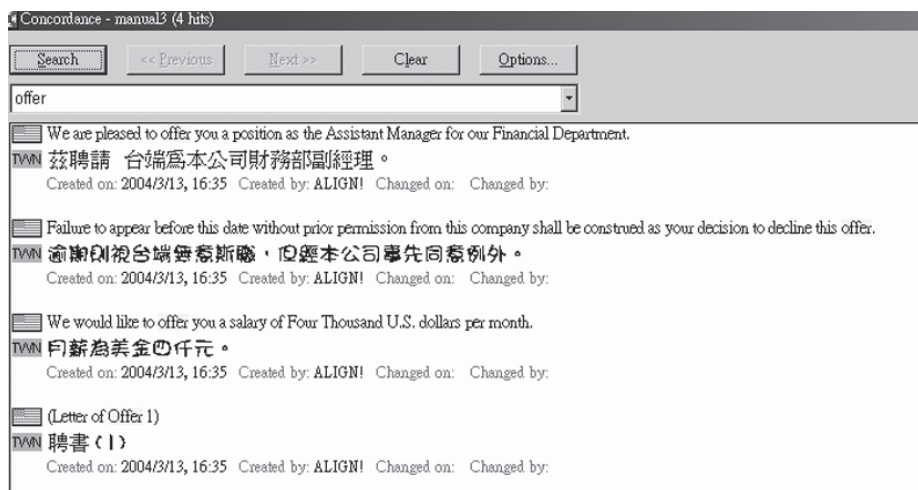 Concordance - manual3 (4 hits)
Search << Previous Next >> Clear Options...
offer
We are pleased to offer you a position as the Assistant Manager for our Financial Department.
TWN 茲聘請 台端為本公司財務部副經理。
Created on: 2004/3/13, 16:35 Created by: ALIGN! Changed on: Changed by:
Failure to appear before this date without prior permission from this company shall be construed as your decision to decline this offer.
TWN 逾期則視台端無意斯職,但經本公司事先同意例外。
Created on: 2004/3/13, 16:35 Created by: ALIGN! Changed on: Changed by:
We would like to offer you a salary of Four Thousand U.S. dollars per month.
TWN 月薪為美金四仟元。
Created on: 2004/3/13, 16:35 Created by: ALIGN! Changed on: Changed by:
(Letter of Offer 1)
TWN 聘書(1)
Created on: 2004/3/13, 16:35 Created by: ALIGN! Changed on: Changed by: